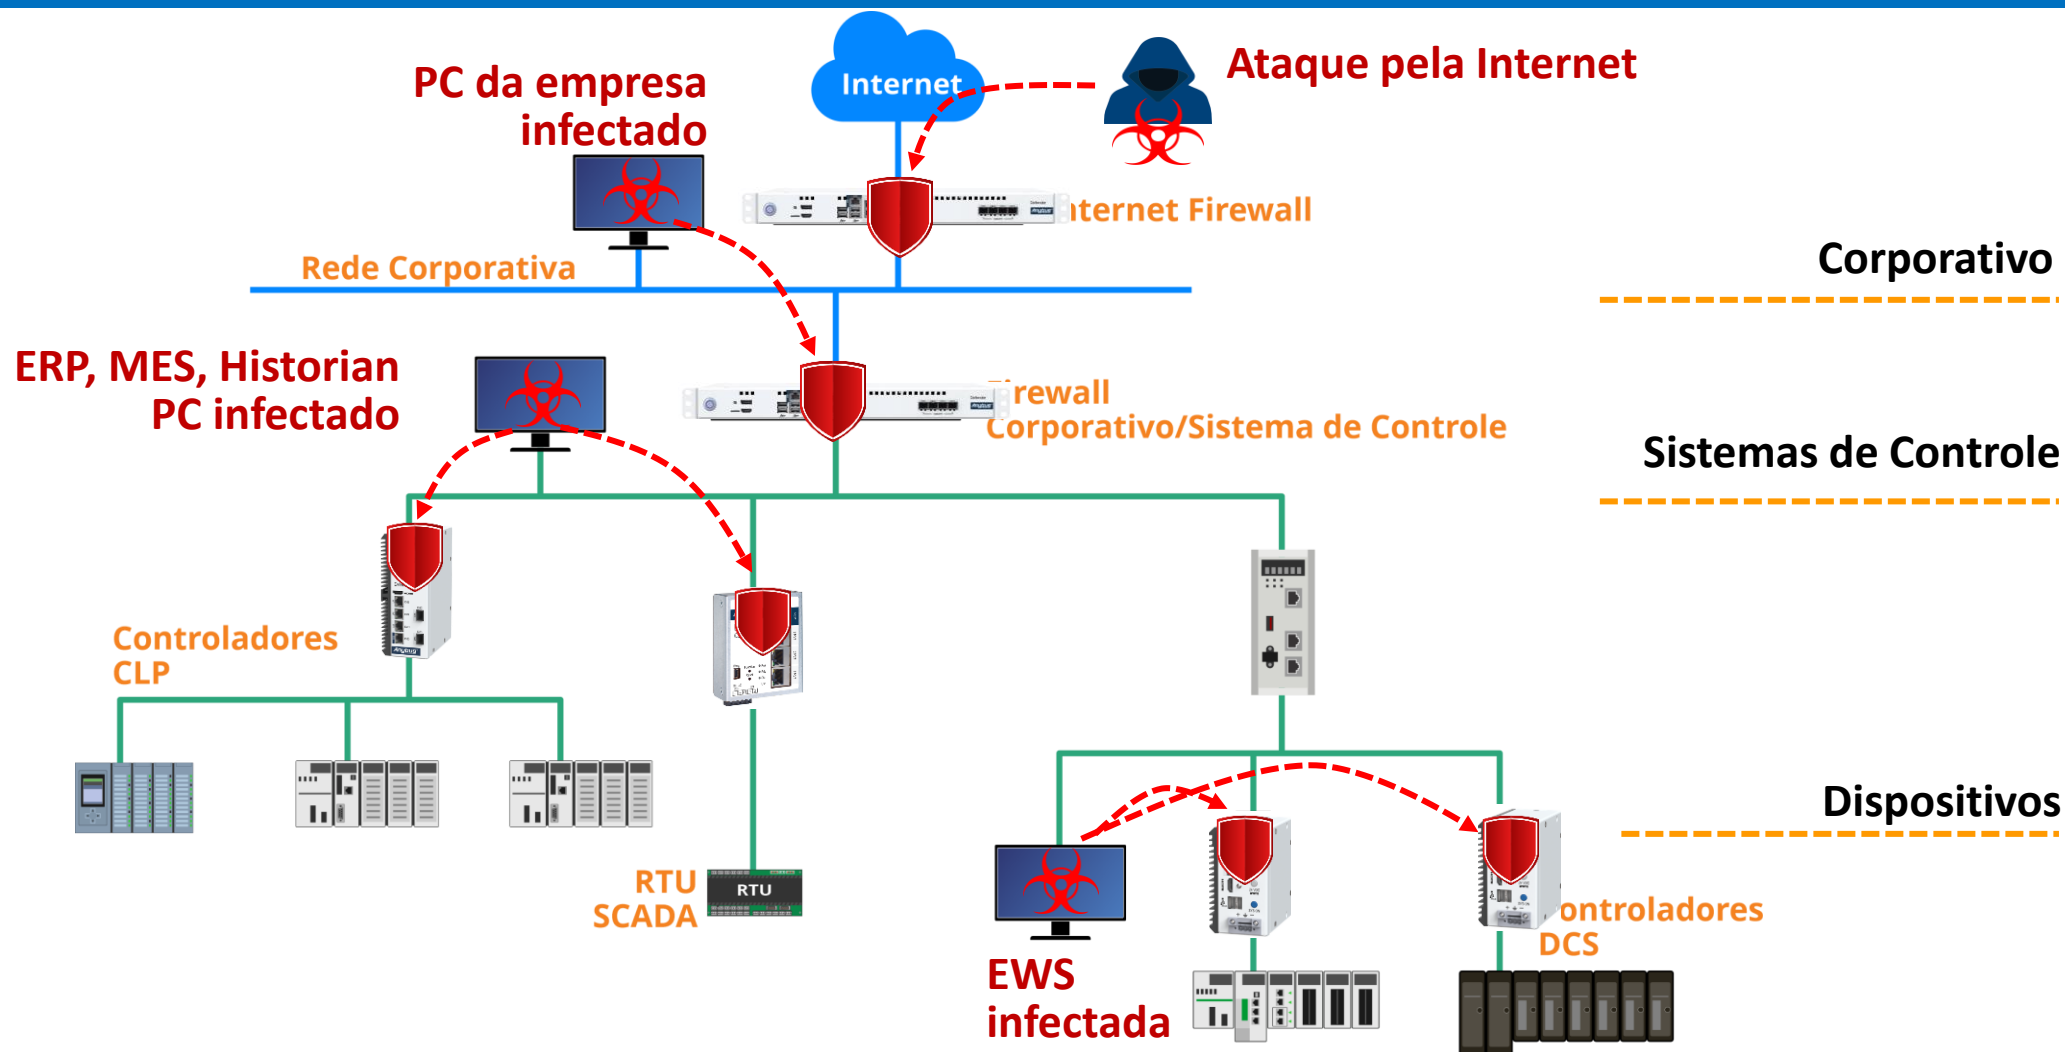 Internet
Ataque pela Internet
PC da empresa
infectado
nternet Firewall
Rede Corporativa
Corporativo
ERP, MES, Historian
PC infectado
rewall
Corporativo/Sistema de Controle
Sistemas de Controle
Controladores
CLP
Dispositivos
RTU
SCADA
RTU
ontroladores
DCS
EWS
infectada